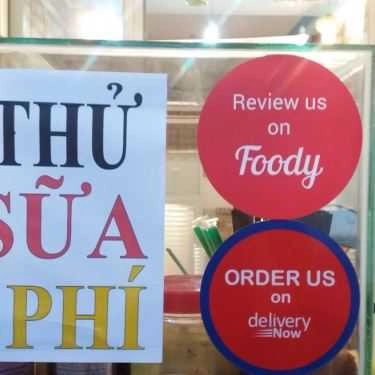 THỬ
SỮA
PHÍ
Review us
on
Foody
ORDER US
on
delivery
Now